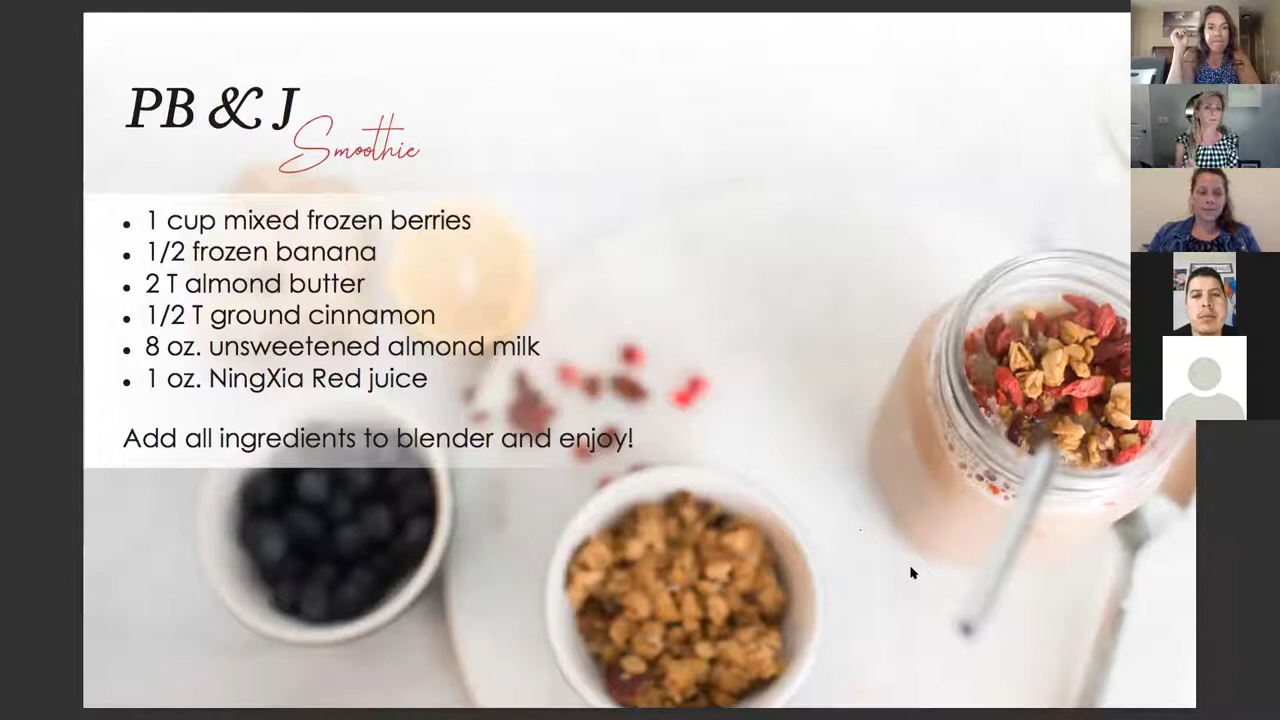 PB & J
Smoothie
• 1 cup mixed frozen berries
• 1/2 frozen banana
• 2 T almond butter
• 1/2 T ground cinnamon
• 8 oz. unsweetened almond milk
• 1 oz. NingXia Red juice
Add all ingredients to blender and enjoy!